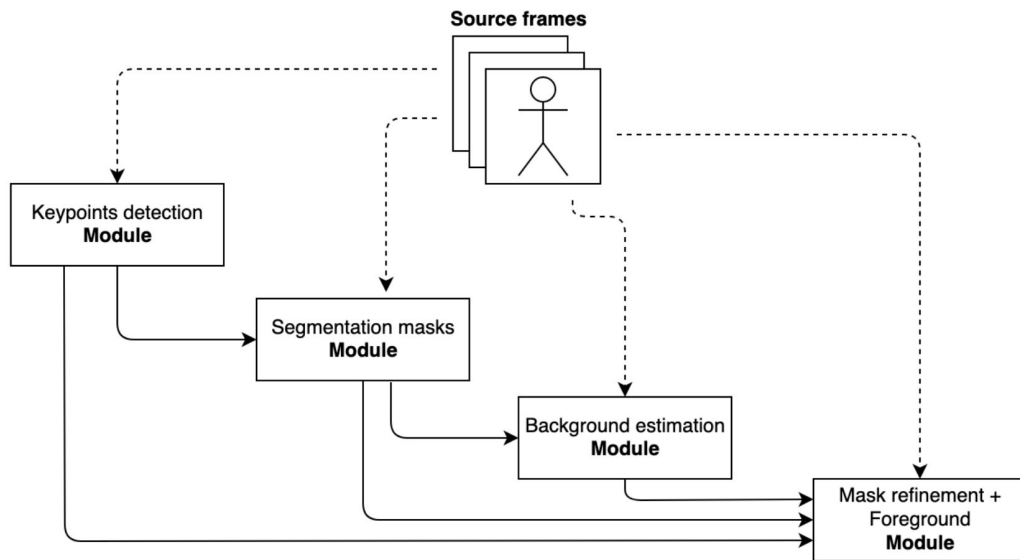 Source frames
Keypoints detection
Module
Segmentation masks
Module
Background estimation
Module
Mask refinement +
Foreground
Module